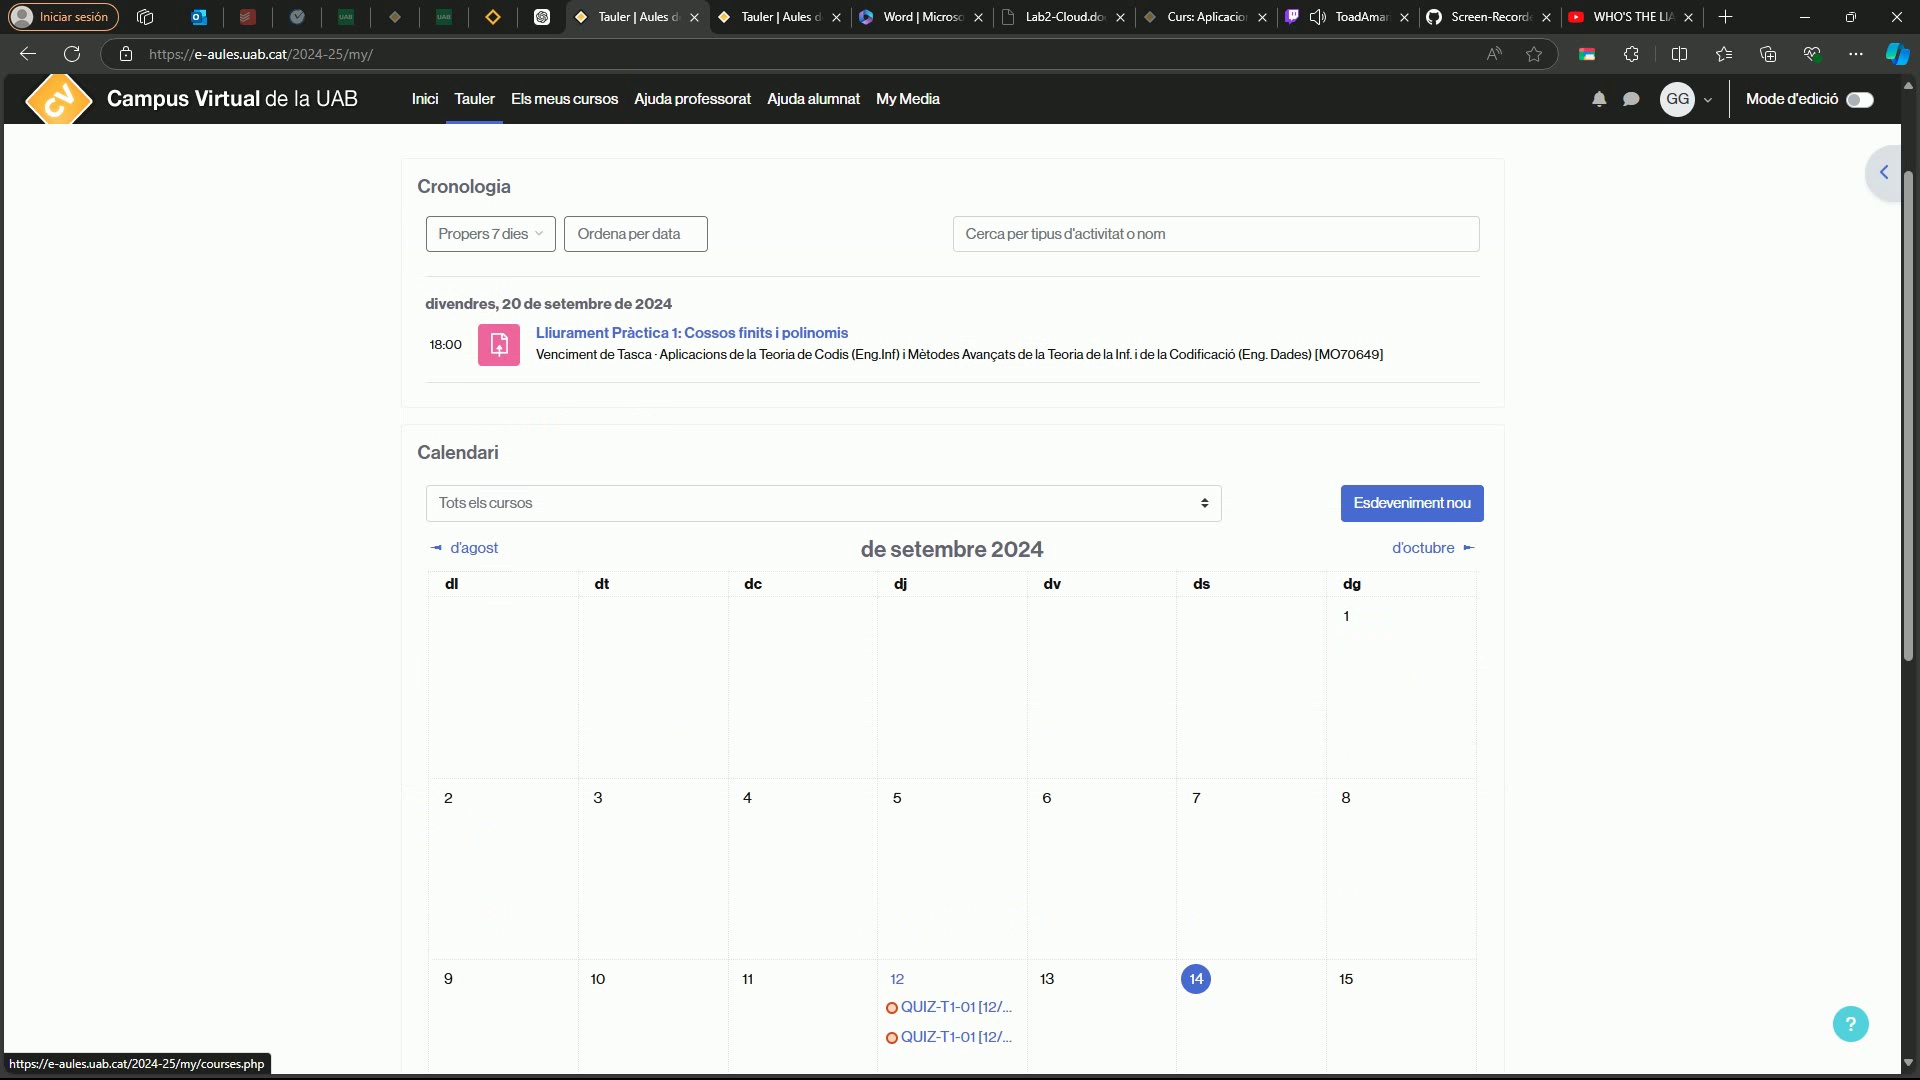 Iniciar sesión
Tauler | Aules d
Tauler | Aules d
Word | Microso
Lab2-Cloud.do
Curs: Aplicacio
ToadAmar
Screen-Record
WHO'S THE LIA
https://e-aules.uab.cat/2024-25/my/
CV
Campus Virtual de la UAB
Inici
Tauler
Els meus cursos
Ajuda professorat
Ajuda alumnat
My Media
GG
Mode d'edició
Cronologia
Propers 7 dies
Ordena per data
Cerca per tipus d'activitat o nom
divendres, 20 de setembre de 2024
18:00
Lliurament Pràctica 1: Cossos finits i polinomis
Venciment de Tasca · Aplicacions de la Teoria de Codis (Eng.Inf) i Mètodes Avançats de la Teoria de la Inf. i de la Codificació (Eng. Dades) [MO70649]
Calendari
Tots els cursos
Esdeveniment nou
◄ d'agost
de setembre 2024
d'octubre ►
dl dt dc dj dv ds dg
1
2 3 4 5 6 7 8
9 10 11 12 13 14 15
QUIZ-T1-01 [12/...
QUIZ-T1-01 [12/...
?
https://e-aules.uab.cat/2024-25/my/courses.php